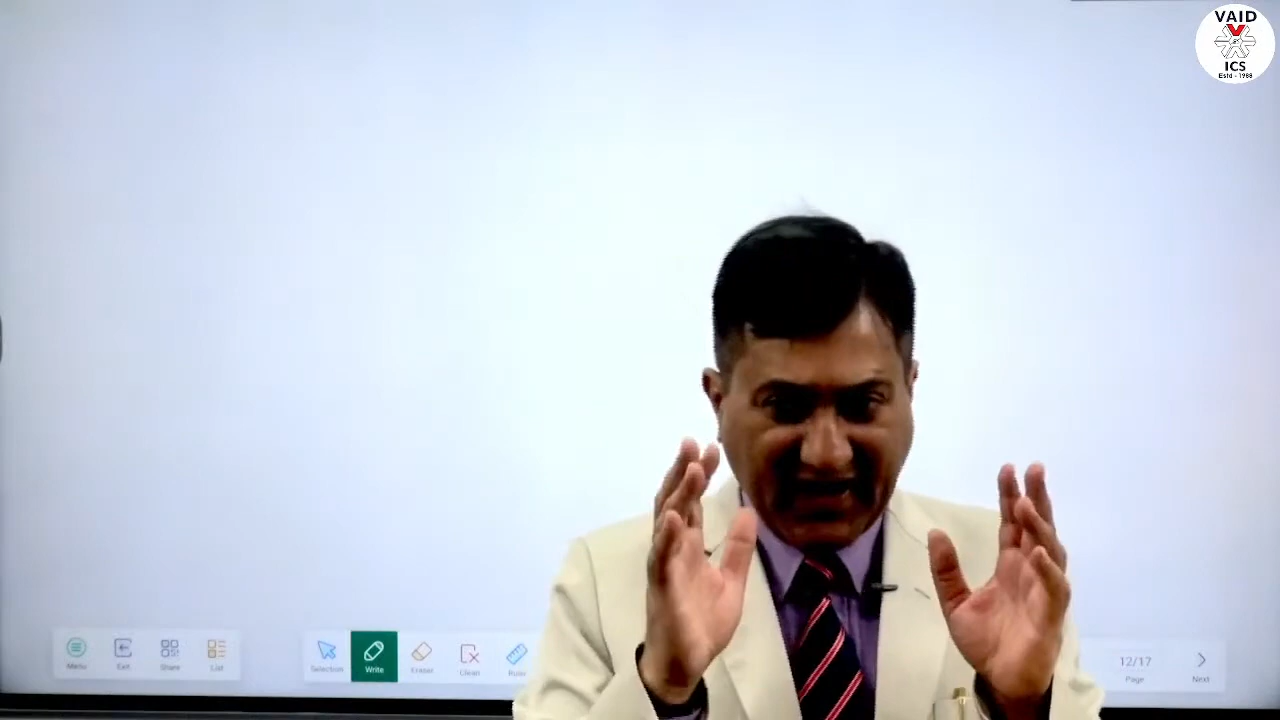 VAID
ICS
Estd - 1988
Menu
Exit
Share
List
Selection
Write
Eraser
Clean
Ruler
12/17
Page
Next